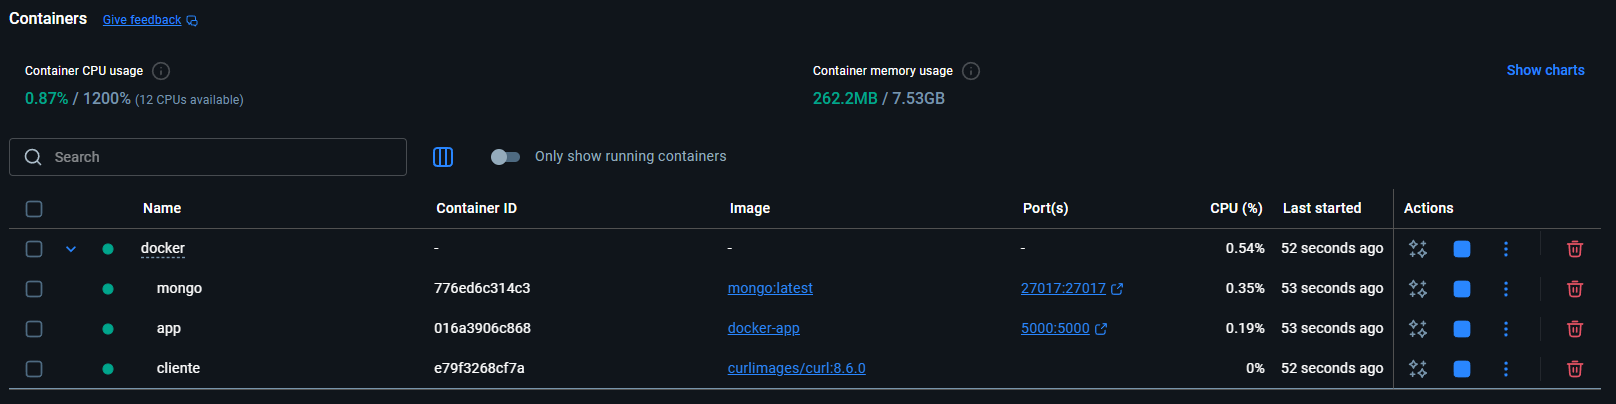 Containers Give feedback
Container CPU usage
0.87% / 1200% (12 CPUs available)
Container memory usage
262.2MB / 7.53GB
Show charts
Search
Only show running containers
Name Container ID Image Port(s) CPU (%) Last started Actions
docker - - - 0.54% 52 seconds ago
mongo 776ed6c314c3 mongo:latest 27017:27017 0.35% 53 seconds ago
app 016a3906c868 docker-app 5000:5000 0.19% 53 seconds ago
cliente e79f3268cf7a curlimages/curl:8.6.0 0% 52 seconds ago